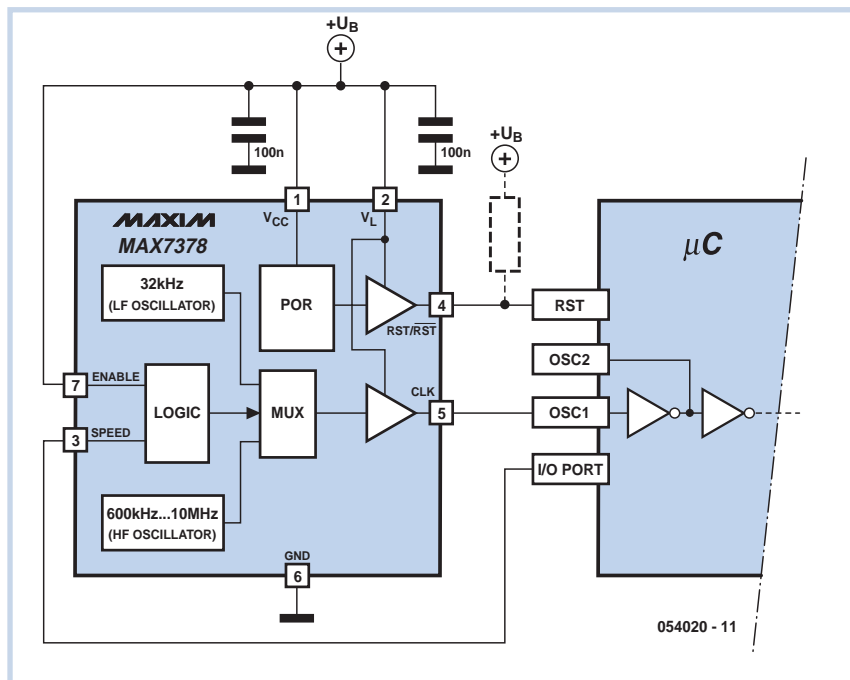 +UB
100n
100n
+UB
1
2
VCC
VL
MAXIM
MAX7378
µC
32kHz
(LF OSCILLATOR)
POR
4
RST/RST
RST
OSC2
7
ENABLE
LOGIC
MUX
CLK
5
OSC1
3
SPEED
I/O PORT
600kHz...10MHz
(HF OSCILLATOR)
GND
6
054020 - 11